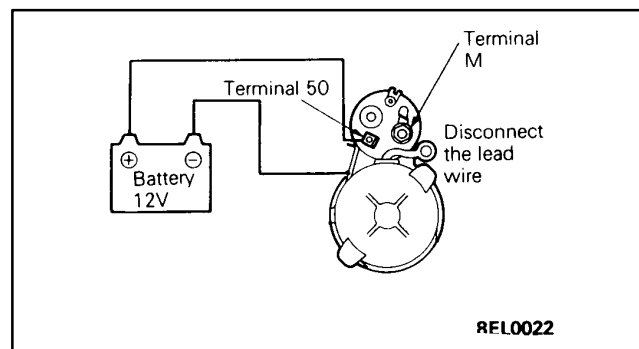 Terminal
M
Terminal 50
Disconnect
the lead
wire
+ −
Battery
12V
8EL0022